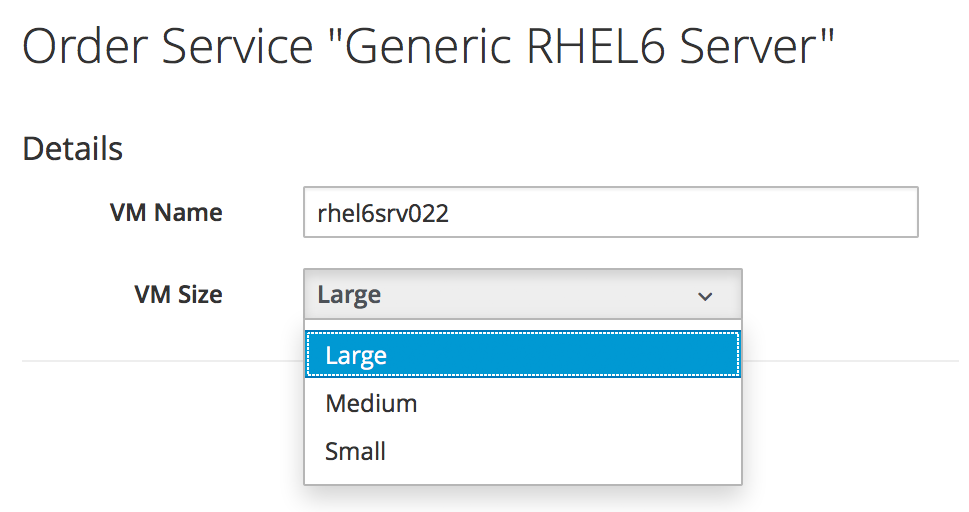 Order Service "Generic RHEL6 Server"
Details
VM Name rhel6srv022
VM Size Large
Large
Medium
Small